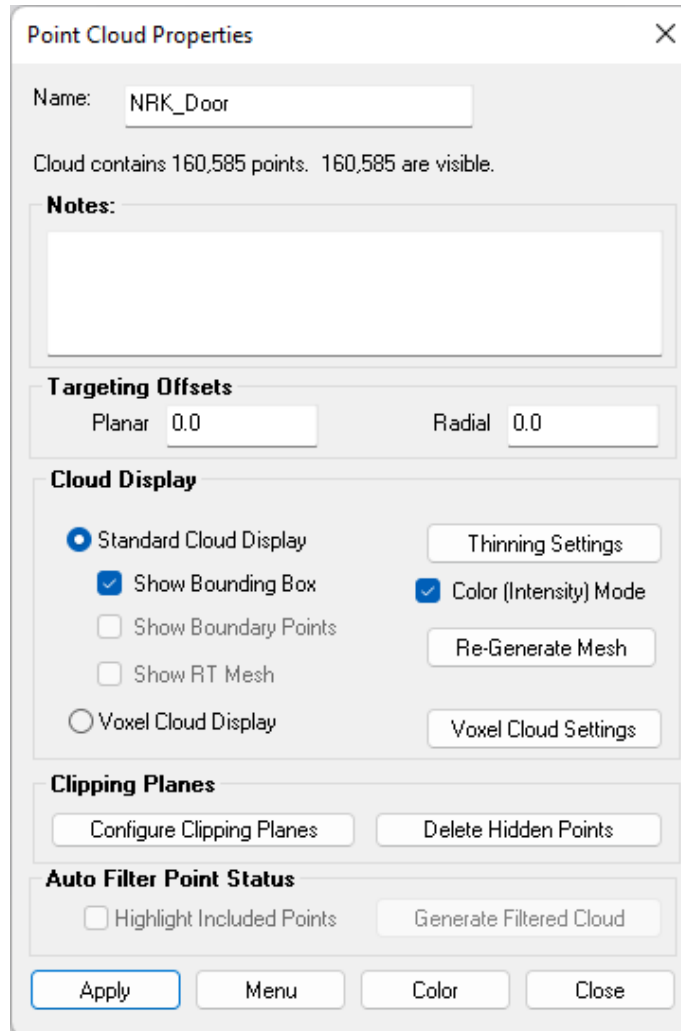 Point Cloud Properties
Name: NRK_Door
Cloud contains 160,585 points.  160,585 are visible.
Notes:
Targeting Offsets
Planar 0.0 Radial 0.0
Cloud Display
Standard Cloud Display Thinning Settings
Show Bounding Box Color (Intensity) Mode
Show Boundary Points Re-Generate Mesh
Show RT Mesh
Voxel Cloud Display Voxel Cloud Settings
Clipping Planes
Configure Clipping Planes Delete Hidden Points
Auto Filter Point Status
Highlight Included Points Generate Filtered Cloud
Apply Menu Color Close